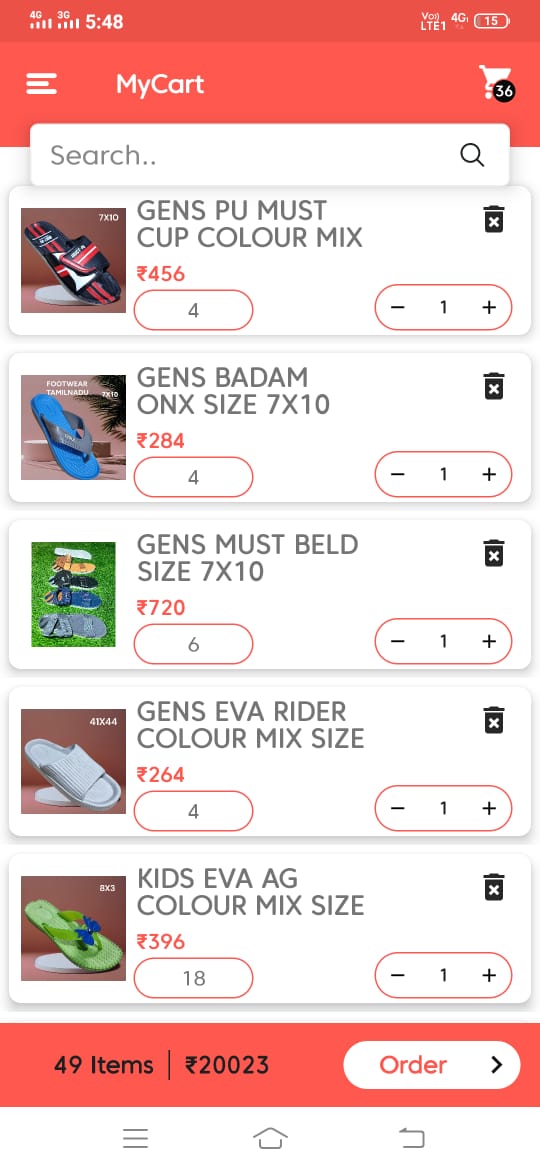 4G 3G 5:48 Vo)) LTE1 4G 15
MyCart 36
Search..
7X10
GENS PU MUST
CUP COLOUR MIX
₹456
4 − 1 +
FOOTWEAR
TAMILNADU 7X10
GENS BADAM
ONX SIZE 7X10
₹284
4 − 1 +
GENS MUST BELD
SIZE 7X10
₹720
6 − 1 +
41X44
GENS EVA RIDER
COLOUR MIX SIZE
₹264
4 − 1 +
8X3
KIDS EVA AG
COLOUR MIX SIZE
₹396
18 − 1 +
49 Items | ₹20023 Order